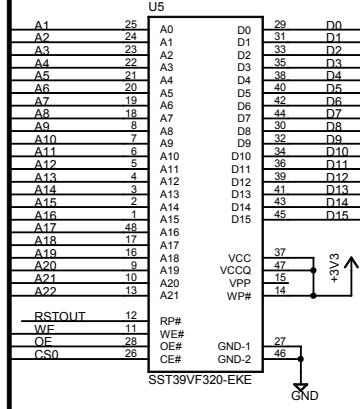 U5
A1 25 A0 D0 29 D0
A2 24 A1 D1 31 D1
A3 23 A2 D2 33 D2
A4 22 A3 D3 35 D3
A5 21 A4 D4 38 D4
A6 20 A5 D5 40 D5
A7 19 A6 D6 42 D6
A8 18 A7 D7 44 D7
A9 8 A8 D8 30 D8
A10 7 A9 D9 32 D9
A11 6 A10 D10 34 D10
A12 5 A11 D11 36 D11
A13 4 A12 D12 39 D12
A14 3 A13 D13 41 D13
A15 2 A14 D14 43 D14
A16 1 A15 D15 45 D15
A17 48 A16
A18 17 A17
A19 16 A18 VCC 37
A20 9 A19 VCCQ 47
A21 10 A20 VPP 15
A22 13 A21 WP# 14
+3V3
RSTOUT 12 RP#
WE 11 WE#
OE 28 OE# GND-1 27
CS0 26 CE# GND-2 46
SST39VF320-EKE
GND